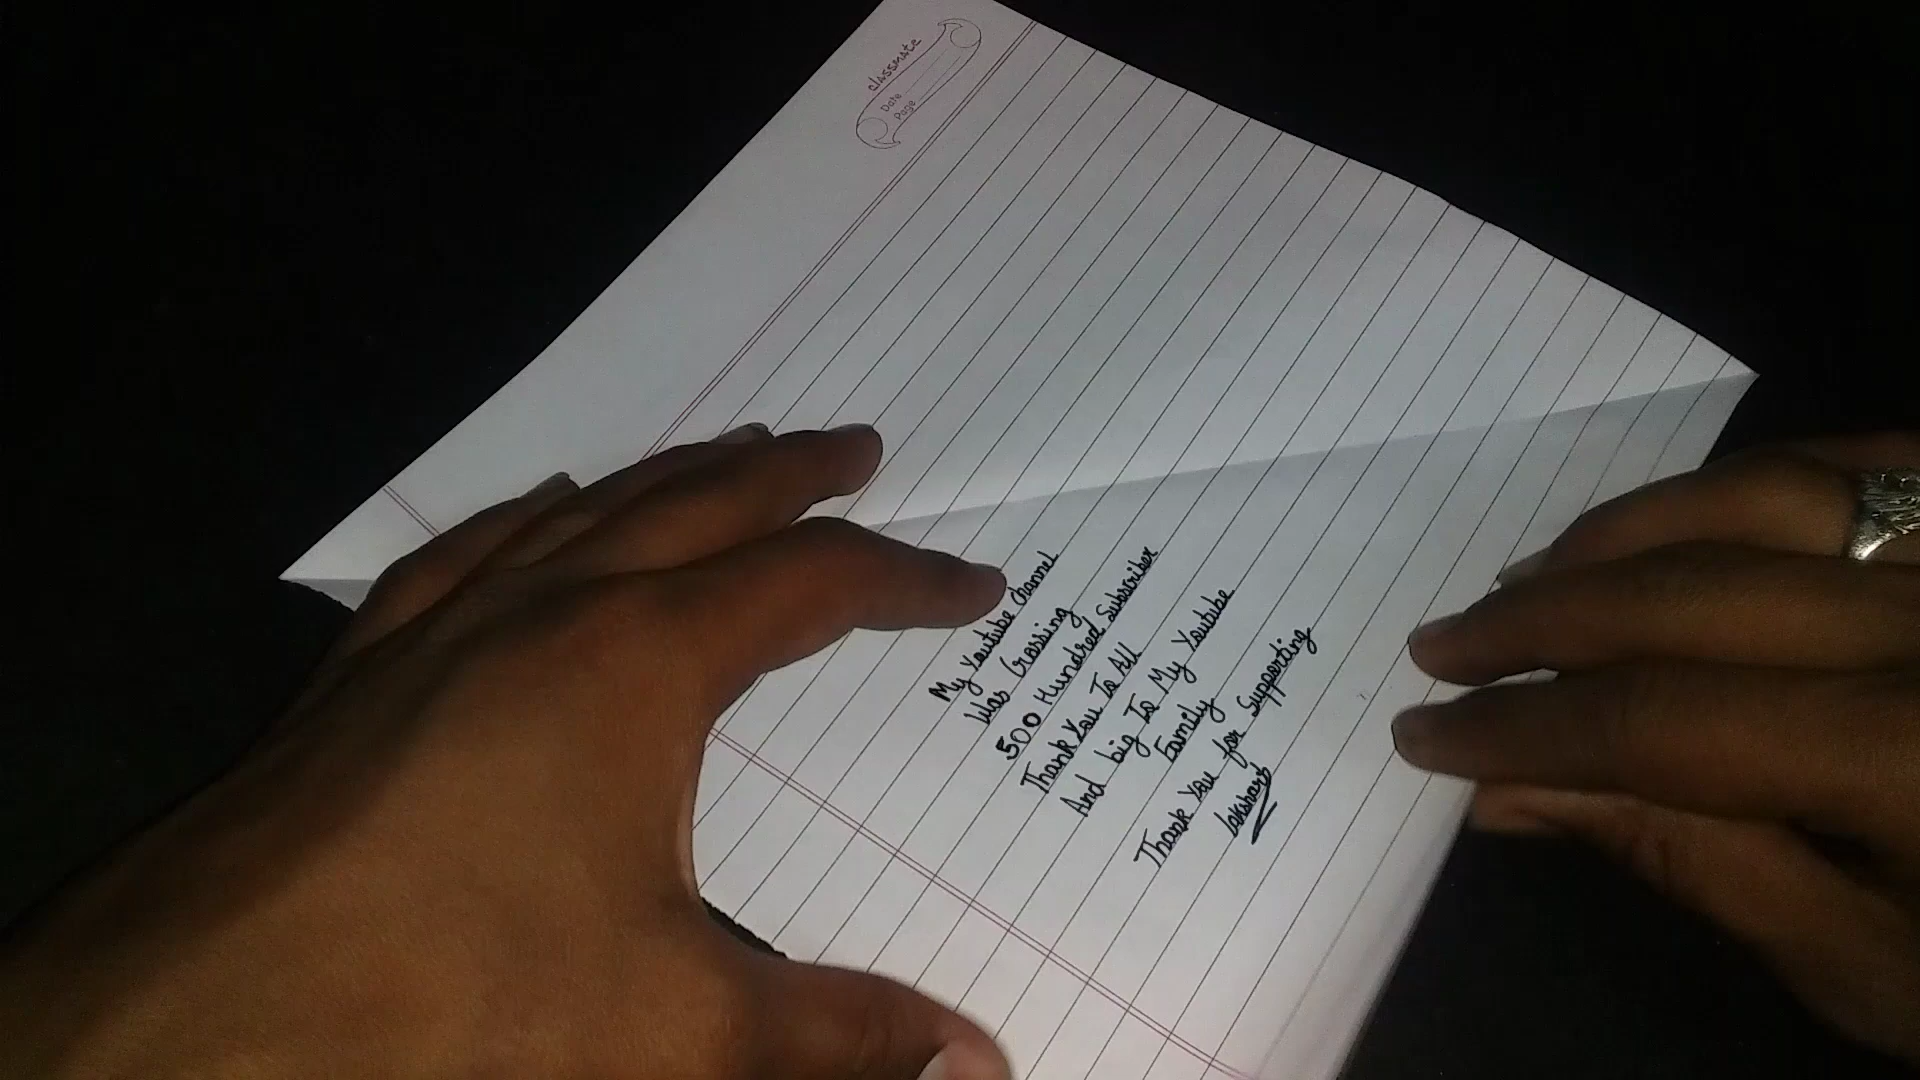 classmate
Date
Page
My Youtube channel
Was Crossing
500 Hundred Subscriber
Thank You To All
And big To My Youtube
Family
Thank You for Supporting